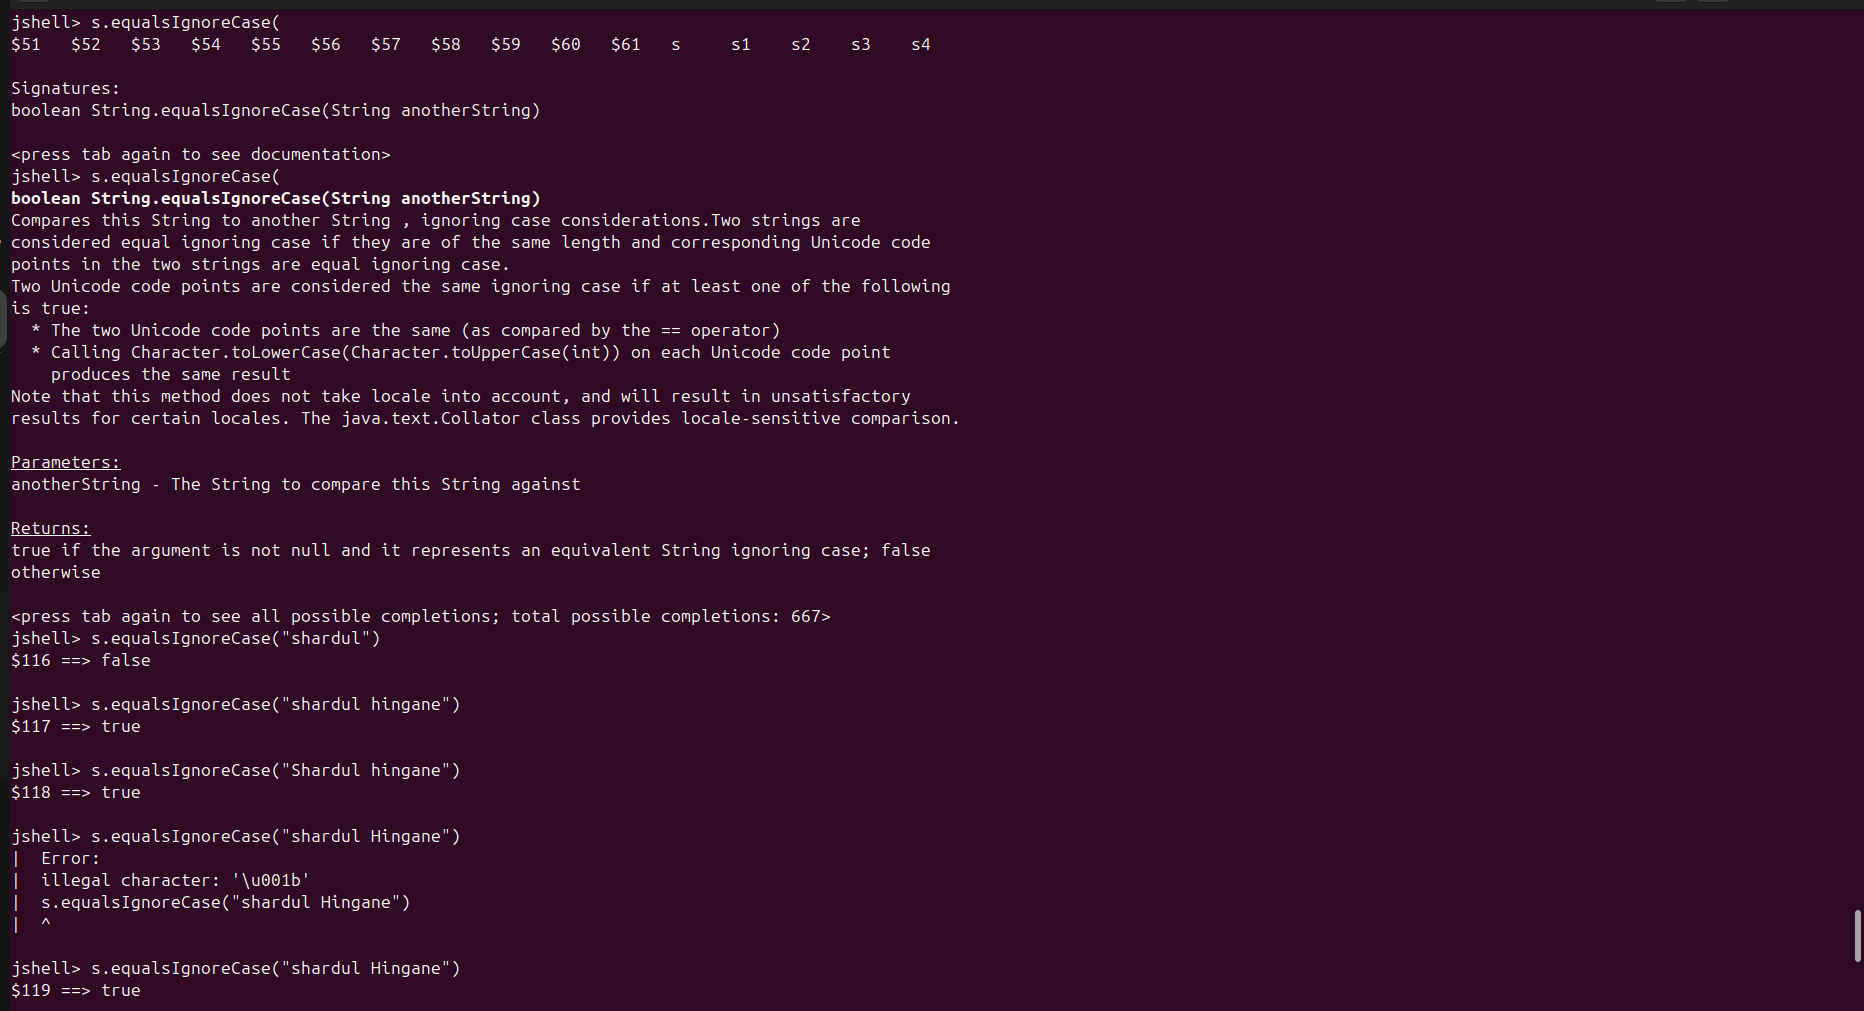 jshell> s.equalsIgnoreCase(
$51   $52   $53   $54   $55   $56   $57   $58   $59   $60   $61   s     s1    s2    s3    s4

Signatures:
boolean String.equalsIgnoreCase(String anotherString)

<press tab again to see documentation>
jshell> s.equalsIgnoreCase(
boolean String.equalsIgnoreCase(String anotherString)
Compares this String to another String , ignoring case considerations.Two strings are
considered equal ignoring case if they are of the same length and corresponding Unicode code
points in the two strings are equal ignoring case.
Two Unicode code points are considered the same ignoring case if at least one of the following
is true:
  * The two Unicode code points are the same (as compared by the == operator)
  * Calling Character.toLowerCase(Character.toUpperCase(int)) on each Unicode code point
    produces the same result
Note that this method does not take locale into account, and will result in unsatisfactory
results for certain locales. The java.text.Collator class provides locale-sensitive comparison.

Parameters:
anotherString - The String to compare this String against

Returns:
true if the argument is not null and it represents an equivalent String ignoring case; false
otherwise

<press tab again to see all possible completions; total possible completions: 667>
jshell> s.equalsIgnoreCase("shardul")
$116 ==> false

jshell> s.equalsIgnoreCase("shardul hingane")
$117 ==> true

jshell> s.equalsIgnoreCase("Shardul hingane")
$118 ==> true

jshell> s.equalsIgnoreCase("shardul Hingane")
|  Error:
|  illegal character: '\u001b'
|  s.equalsIgnoreCase("shardul Hingane")
|  ^

jshell> s.equalsIgnoreCase("shardul Hingane")
$119 ==> true